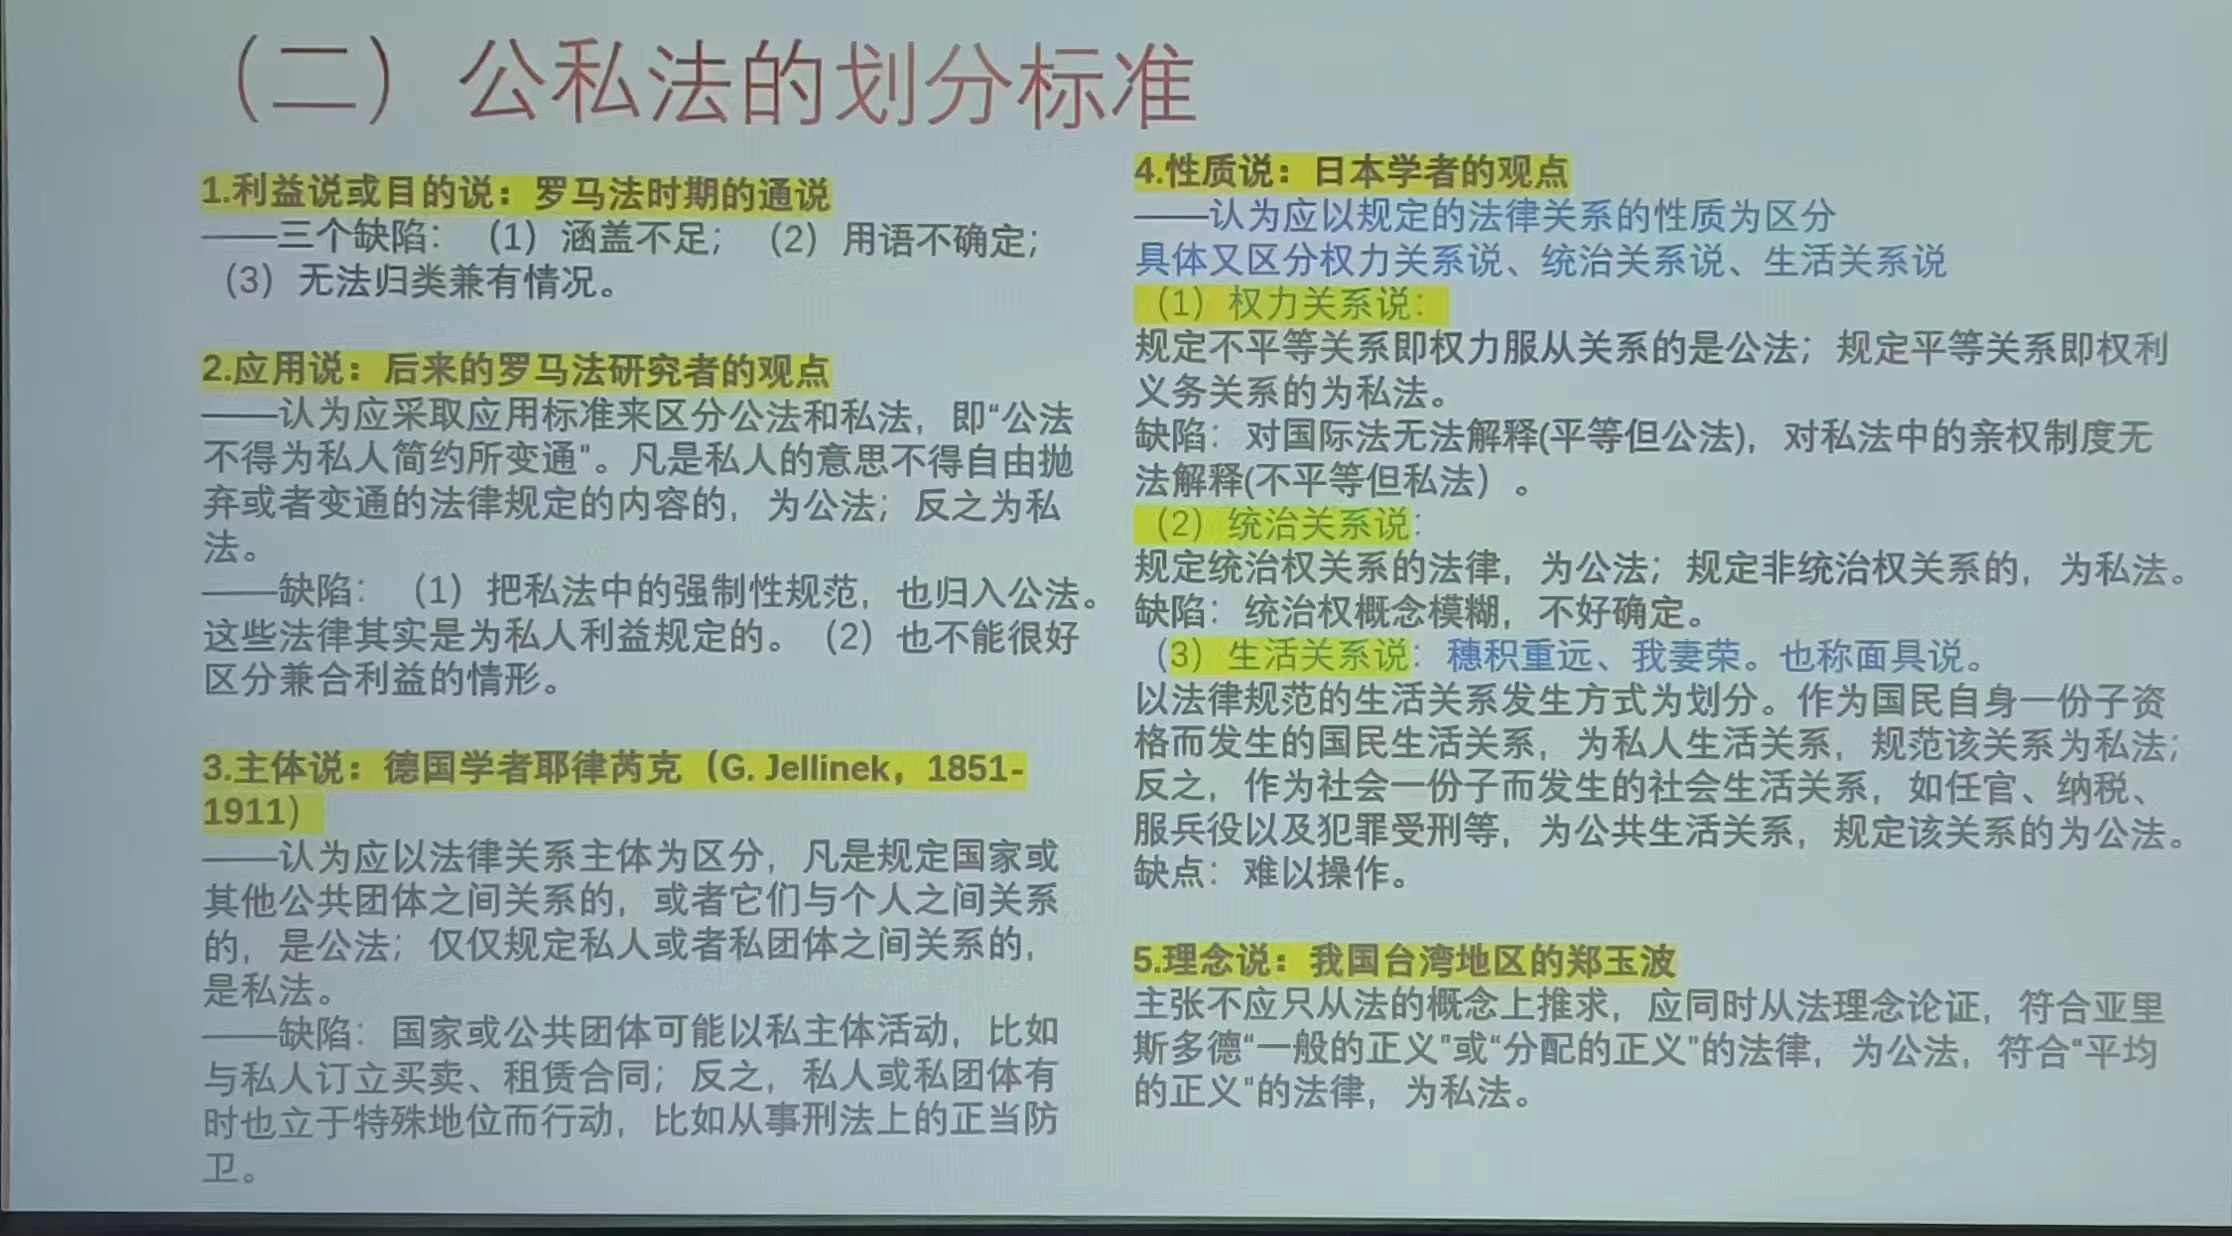 （二）公私法的划分标准
1.利益说或目的说：罗马法时期的通说
——三个缺陷：（1）涵盖不足；（2）用语不确定；
（3）无法归类兼有情况。
2.应用说：后来的罗马法研究者的观点
——认为应采取应用标准来区分公法和私法，即“公法
不得为私人简约所变通”。凡是私人的意思不得自由抛
弃或者变通的法律规定的内容的，为公法；反之为私
法。
——缺陷：（1）把私法中的强制性规范，也归入公法。
这些法律其实是为私人利益规定的。（2）也不能很好
区分兼合利益的情形。
3.主体说：德国学者耶律芮克（G. Jellinek，1851-
1911）
——认为应以法律关系主体为区分，凡是规定国家或
其他公共团体之间关系的，或者它们与个人之间关系
的，是公法；仅仅规定私人或者私团体之间关系的，
是私法。
——缺陷：国家或公共团体可能以私主体活动，比如
与私人订立买卖、租赁合同；反之，私人或私团体有
时也立于特殊地位而行动，比如从事刑法上的正当防
卫。
4.性质说：日本学者的观点
——认为应以规定的法律关系的性质为区分
具体又区分权力关系说、统治关系说、生活关系说
（1）权力关系说：
规定不平等关系即权力服从关系的是公法；规定平等关系即权利
义务关系的为私法。
缺陷：对国际法无法解释(平等但公法)，对私法中的亲权制度无
法解释(不平等但私法）。
（2）统治关系说：
规定统治权关系的法律，为公法；规定非统治权关系的，为私法。
缺陷：统治权概念模糊，不好确定。
（3）生活关系说：穗积重远、我妻荣。也称面具说。
以法律规范的生活关系发生方式为划分。作为国民自身一份子资
格而发生的国民生活关系，为私人生活关系，规范该关系为私法；
反之，作为社会一份子而发生的社会生活关系，如任官、纳税、
服兵役以及犯罪受刑等，为公共生活关系，规定该关系的为公法。
缺点：难以操作。
5.理念说：我国台湾地区的郑玉波
主张不应只从法的概念上推求，应同时从法理念论证，符合亚里
斯多德“一般的正义”或“分配的正义”的法律，为公法，符合“平均
的正义”的法律，为私法。